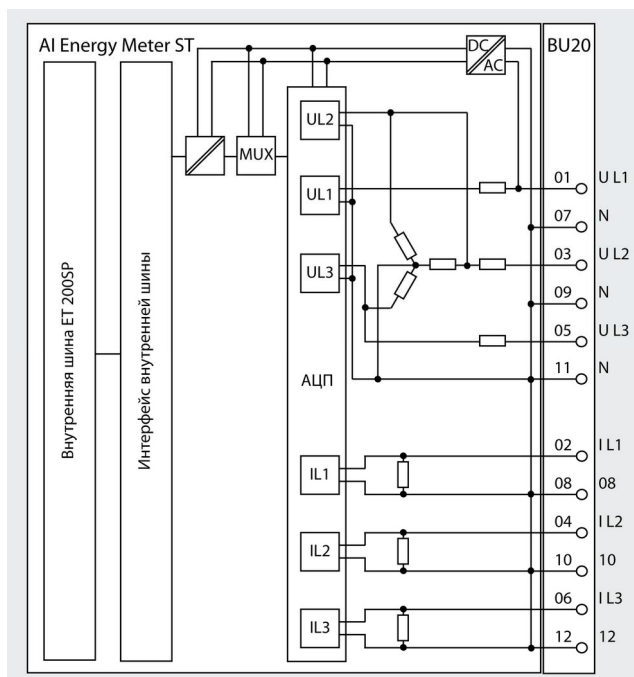 AI Energy Meter ST
BU20
DC
AC
MUX
UL2
UL1
UL3
АЦП
IL1
IL2
IL3
Внутренняя шина ET 200SP
Интерфейс внутренней шины
01 U L1
07 N
03 U L2
09 N
05 U L3
11 N
02 I L1
08 08
04 I L2
10 10
06 I L3
12 12